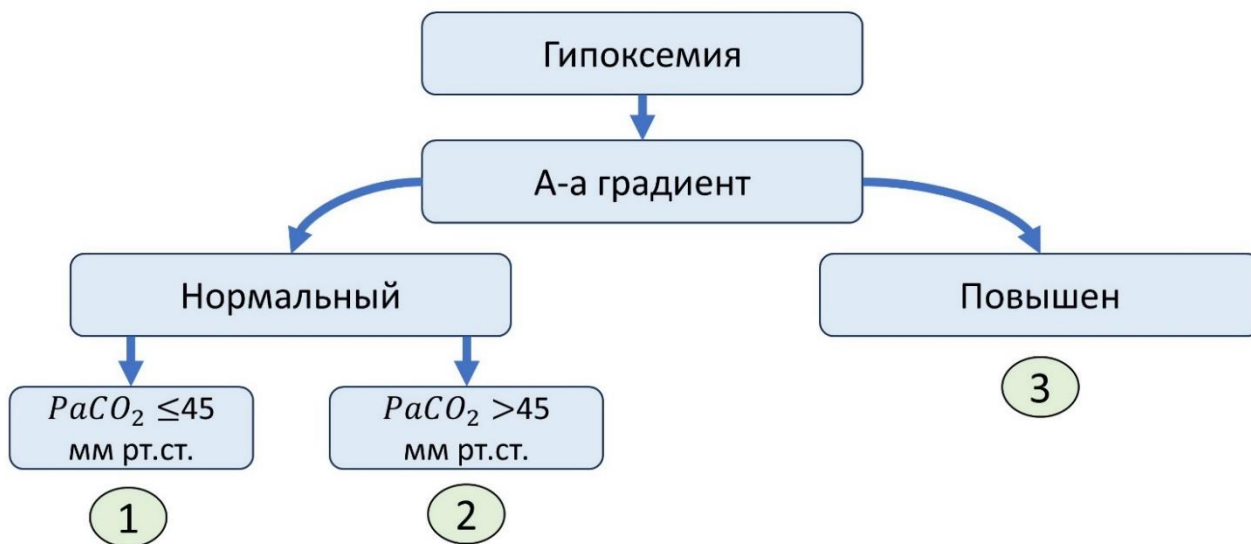 Гипоксемия
А-а градиент
Нормальный
Повышен
PaCO₂ ≤45
мм рт.ст.
PaCO₂ >45
мм рт.ст.
3
1
2